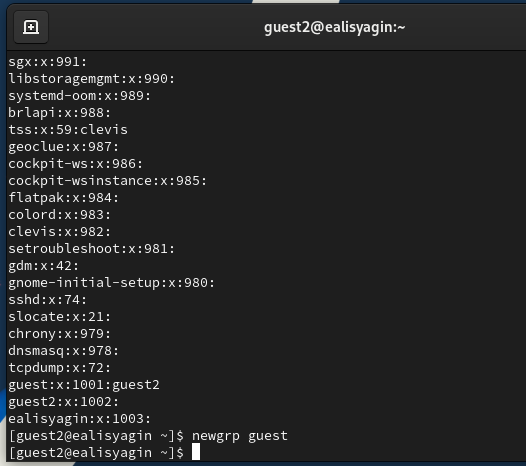 guest2@ealisyagin:~
sgx:x:991:
libstoragemgmt:x:990:
systemd-oom:x:989:
brlapi:x:988:
tss:x:59:clevis
geoclue:x:987:
cockpit-ws:x:986:
cockpit-wsinstance:x:985:
flatpak:x:984:
colord:x:983:
clevis:x:982:
setroubleshoot:x:981:
gdm:x:42:
gnome-initial-setup:x:980:
sshd:x:74:
slocate:x:21:
chrony:x:979:
dnsmasq:x:978:
tcpdump:x:72:
guest:x:1001:guest2
guest2:x:1002:
ealisyagin:x:1003:
[guest2@ealisyagin ~]$ newgrp guest
[guest2@ealisyagin ~]$